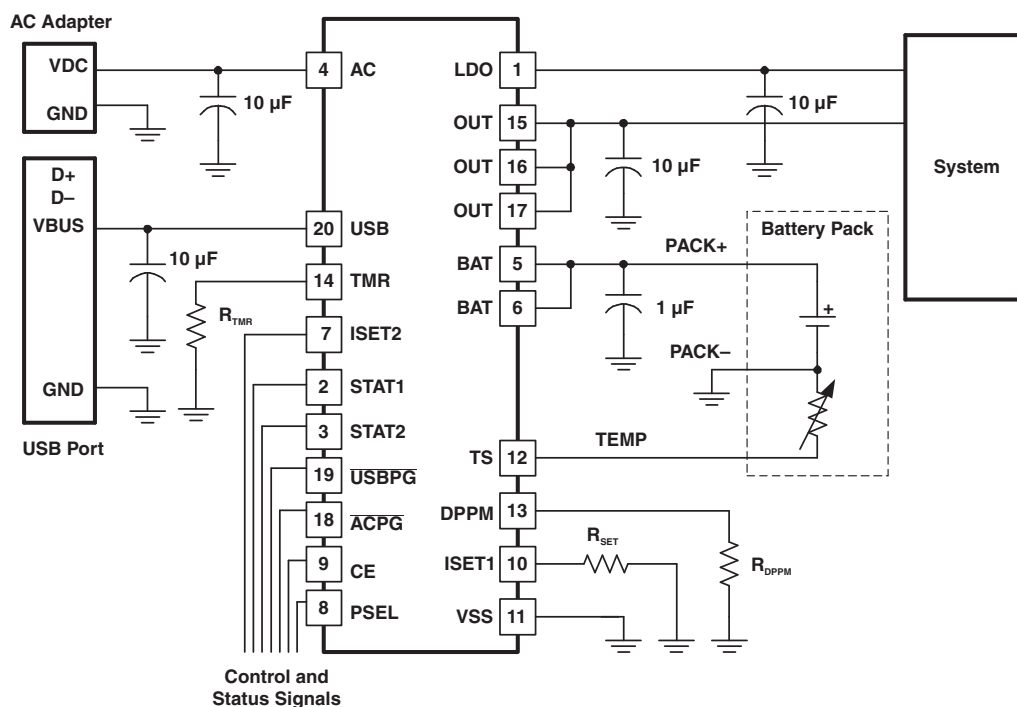 AC Adapter
VDC
GND
10 µF
4
AC
LDO
1
10 µF
OUT
15
OUT
16
OUT
17
10 µF
System
D+
D–
VBUS
GND
USB Port
10 µF
20
USB
14
TMR
R_TMR
7
ISET2
2
STAT1
3
STAT2
19
USBPG
18
ACPG
9
CE
8
PSEL
BAT
5
BAT
6
1 µF
PACK+
Battery Pack
+
PACK–
TEMP
TS
12
DPPM
13
R_SET
ISET1
10
R_DPPM
VSS
11
Control and
Status Signals